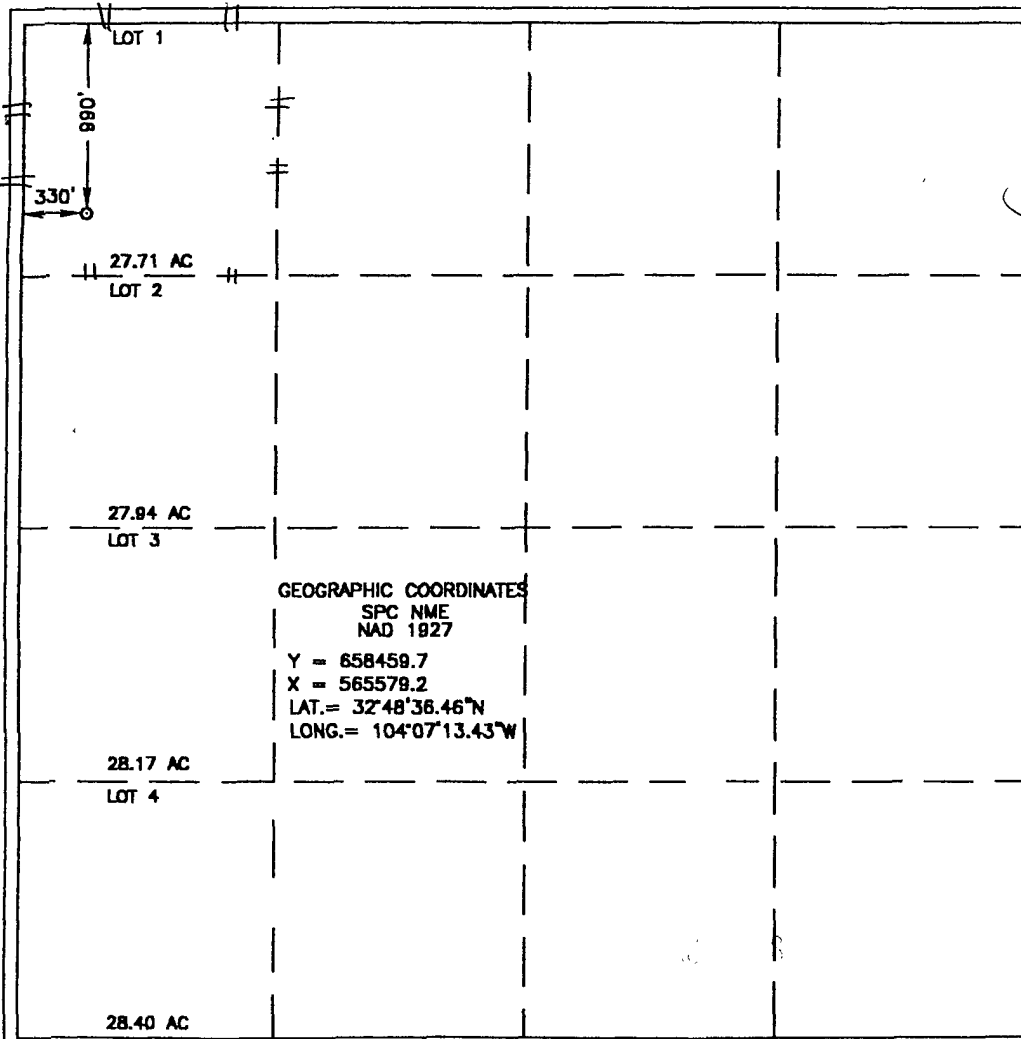 LOT 1
990'
330'
27.71 AC
LOT 2
27.94 AC
LOT 3
GEOGRAPHIC COORDINATES
SPC NME
NAD 1927
Y = 658459.7
X = 565579.2
LAT.= 32°48'36.46"N
LONG.= 104°07'13.43"W
28.17 AC
LOT 4
28.40 AC